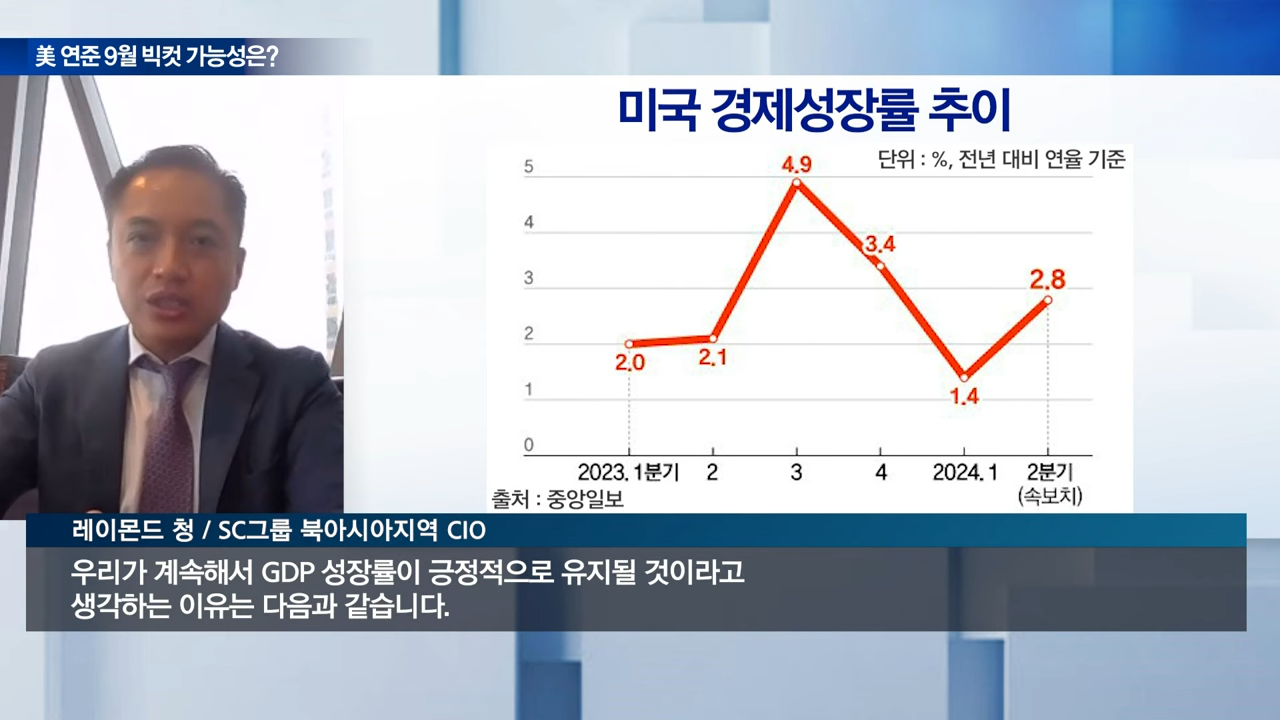 美 연준 9월 빅컷 가능성은?
미국 경제성장률 추이
단위 : %, 전년 대비 연율 기준
5
4
3
2
1
0
2.0
2.1
4.9
3.4
1.4
2.8
2023. 1분기 2 3 4 2024. 1 2분기
(속보치)
출처 : 중앙일보
레이몬드 청 / SC그룹 북아시아지역 CIO
우리가 계속해서 GDP 성장률이 긍정적으로 유지될 것이라고
생각하는 이유는 다음과 같습니다.